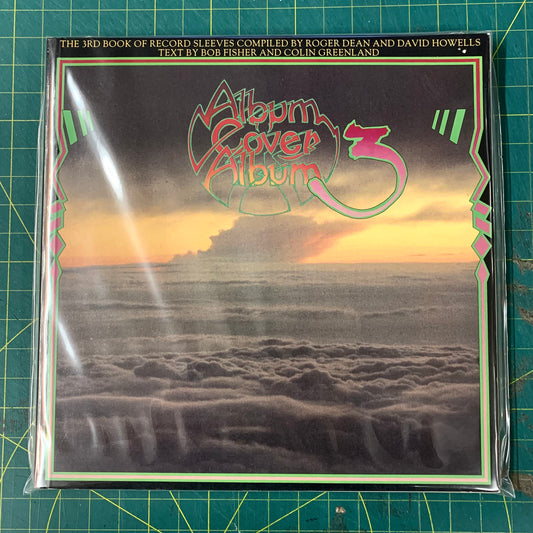 THE 3RD BOOK OF RECORD SLEEVES COMPILED BY ROGER DEAN AND DAVID HOWELLS
TEXT BY BOB FISHER AND COLIN GREENLAND
Album
Cover
Album 3